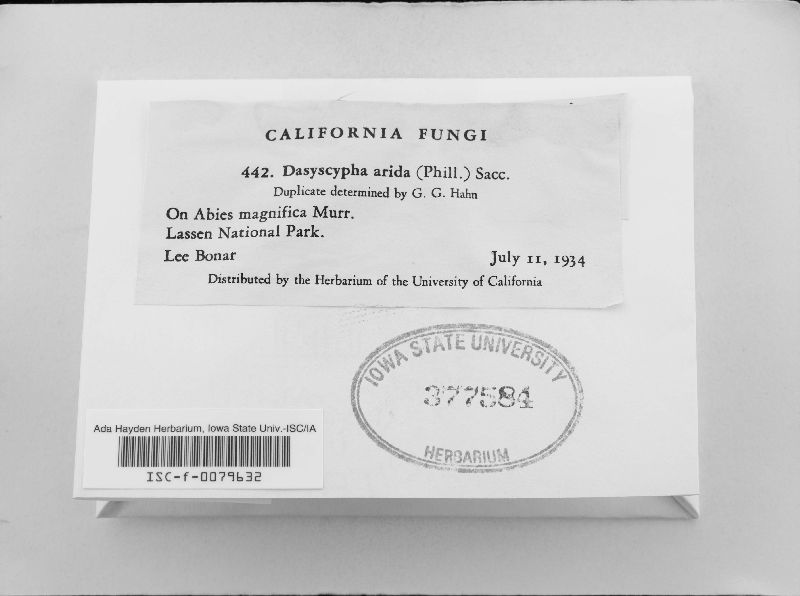 CALIFORNIA FUNGI
442. Dasyscypha arida (Phill.) Sacc.
Duplicate determined by G. G. Hahn
On Abies magnifica Murr.
Lassen National Park.
Lee Bonar July 11, 1934
Distributed by the Herbarium of the University of California
IOWA STATE UNIVERSITY
377584
HERBARIUM
Ada Hayden Herbarium, Iowa State Univ.-ISC/IA
ISC-f-0079632